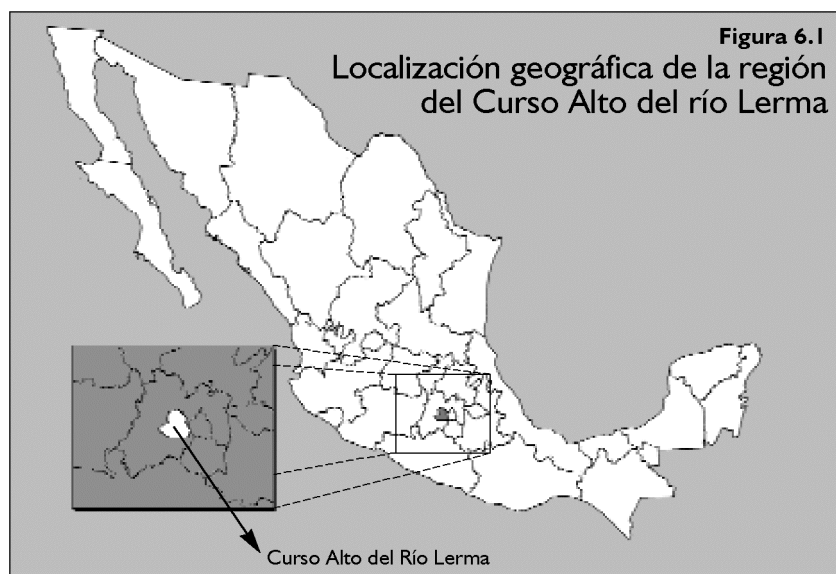 Figura 6.1
Localización geográfica de la región
del Curso Alto del río Lerma
Curso Alto del Río Lerma